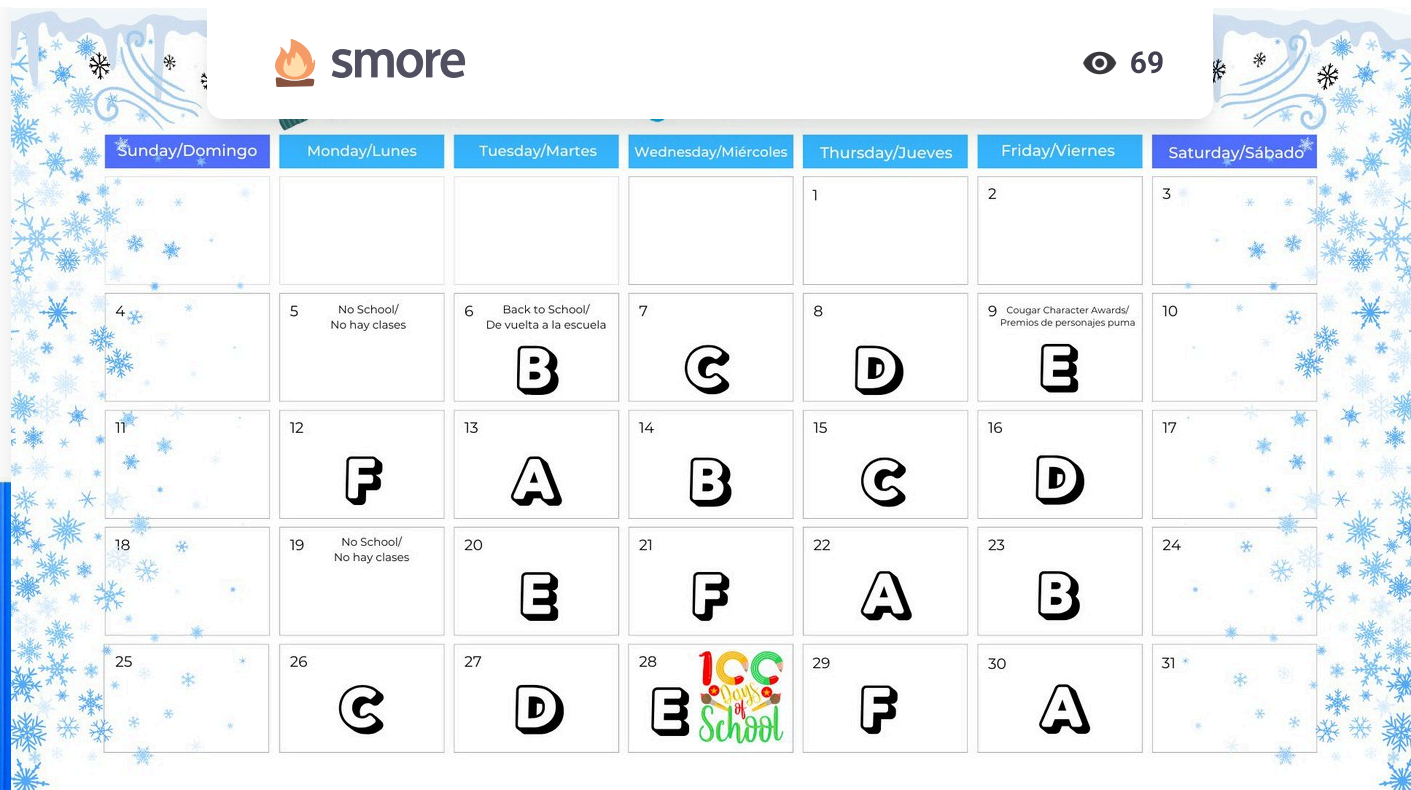 smore
69
Sunday/Domingo
Monday/Lunes
Tuesday/Martes
Wednesday/Miércoles
Thursday/Jueves
Friday/Viernes
Saturday/Sábado
1
2
3
4
5 No School/
No hay clases
6 Back to School/
De vuelta a la escuela
B
7
C
8
D
9 Cougar Character Awards/
Premios de personajes puma
E
10
11
12
F
13
A
14
B
15
C
16
D
17
18
19 No School/
No hay clases
20
E
21
F
22
A
23
B
24
25
26
C
27
D
28
E
100
Days
of
School
29
F
30
A
31